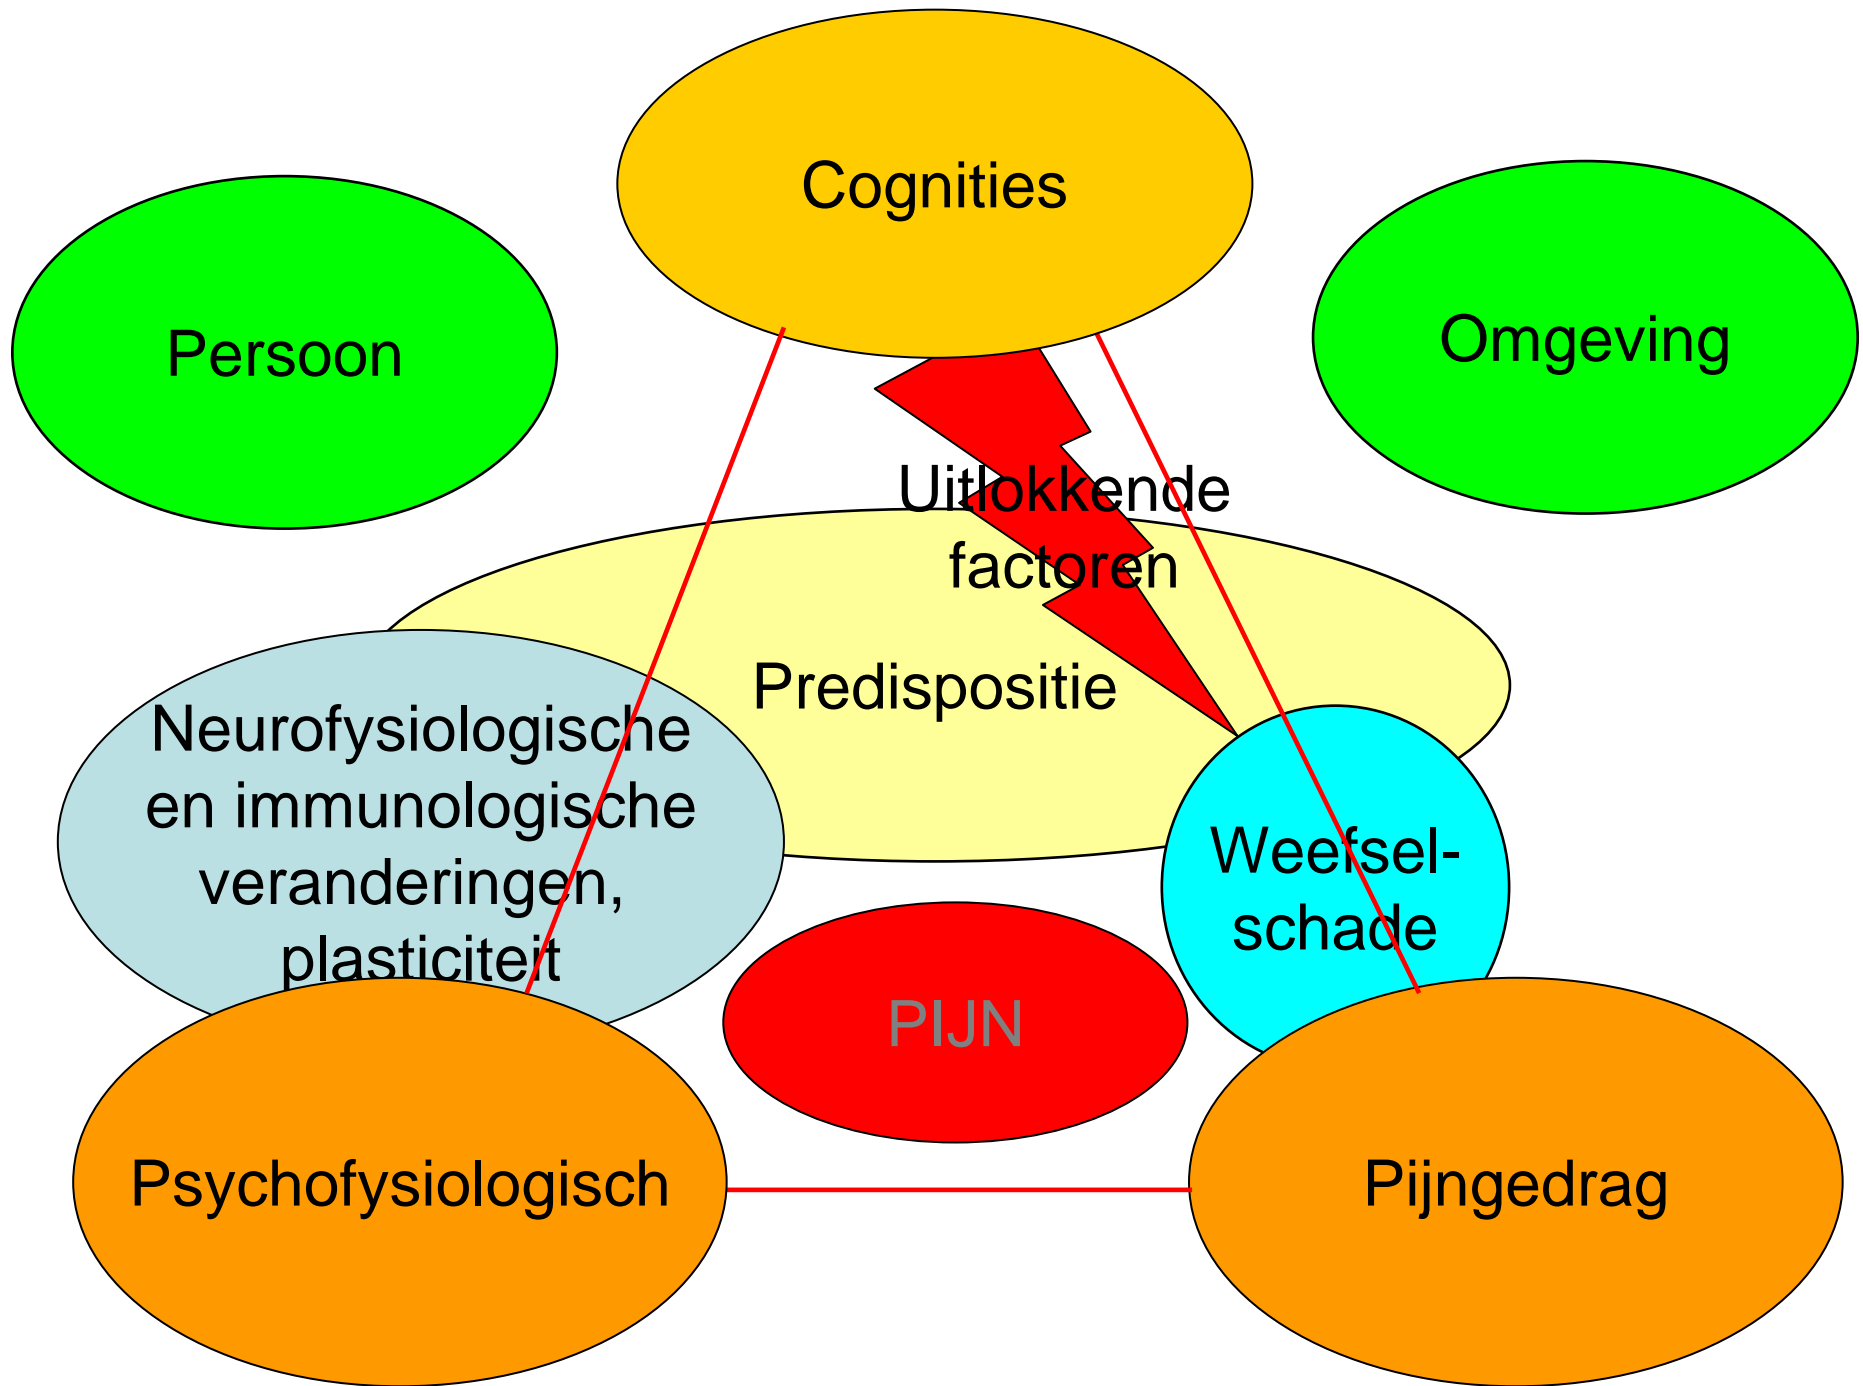 Cognities
Persoon
Omgeving
Uitlokkende
factoren
Predispositie
Neurofysiologische
en immunologische
veranderingen,
plasticiteit
Weefsel-
schade
PIJN
Psychofysiologisch
Pijngedrag